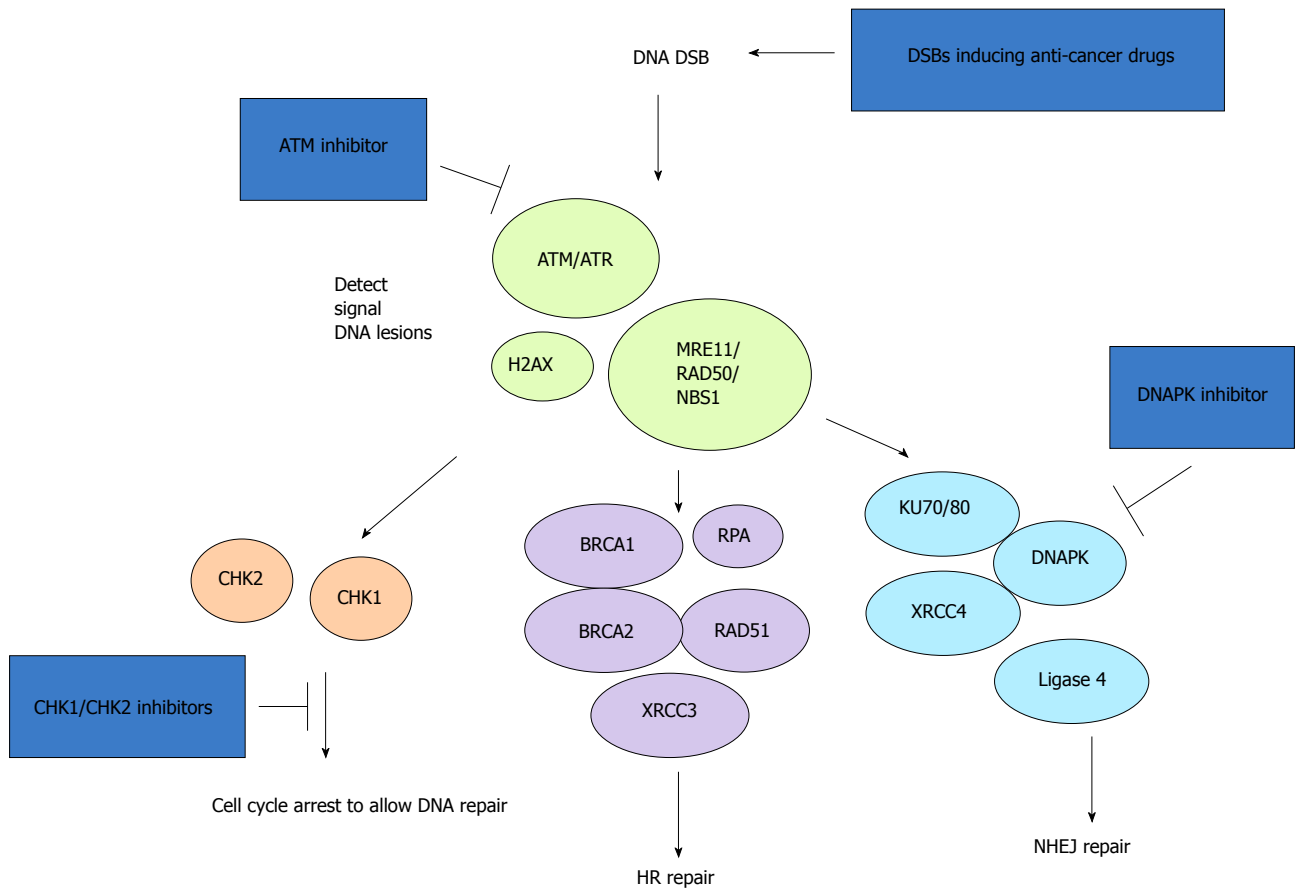 DNA DSB
DSBs inducing anti-cancer drugs
ATM inhibitor
ATM/ATR
Detect
signal
DNA lesions
H2AX
MRE11/
RAD50/
NBS1
DNAPK inhibitor
KU70/80
BRCA1
RPA
DNAPK
CHK2
CHK1
BRCA2
RAD51
XRCC4
Ligase 4
CHK1/CHK2 inhibitors
XRCC3
Cell cycle arrest to allow DNA repair
NHEJ repair
HR repair